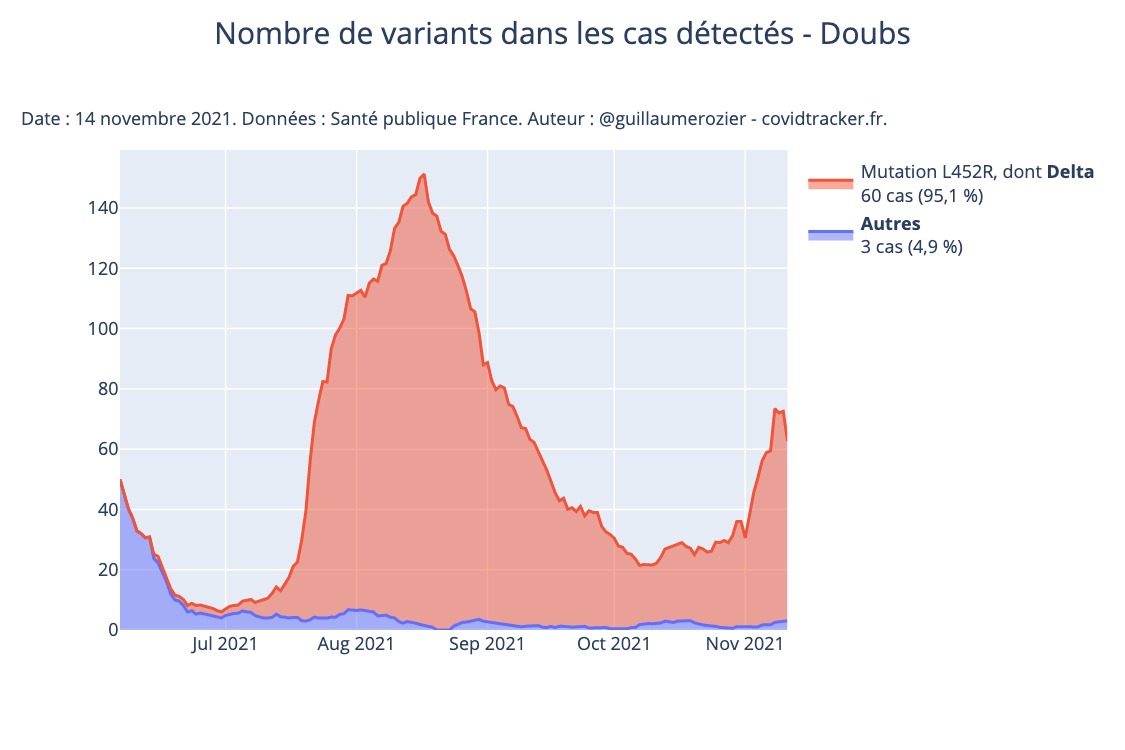 Nombre de variants dans les cas détectés - Doubs
Date : 14 novembre 2021. Données : Santé publique France. Auteur : @guillaumerozier - covidtracker.fr.
Mutation L452R, dont Delta
60 cas (95,1 %)
Autres
3 cas (4,9 %)
140
120
100
80
60
40
20
0
Jul 2021
Aug 2021
Sep 2021
Oct 2021
Nov 2021